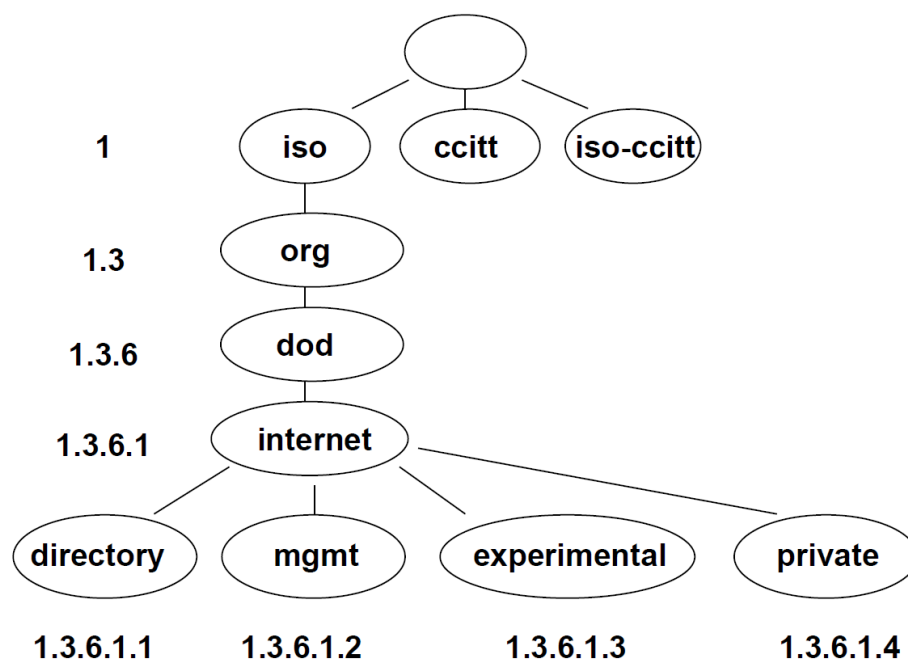 1 iso ccitt iso-ccitt
1.3 org
1.3.6 dod
1.3.6.1 internet
directory mgmt experimental private
1.3.6.1.1 1.3.6.1.2 1.3.6.1.3 1.3.6.1.4